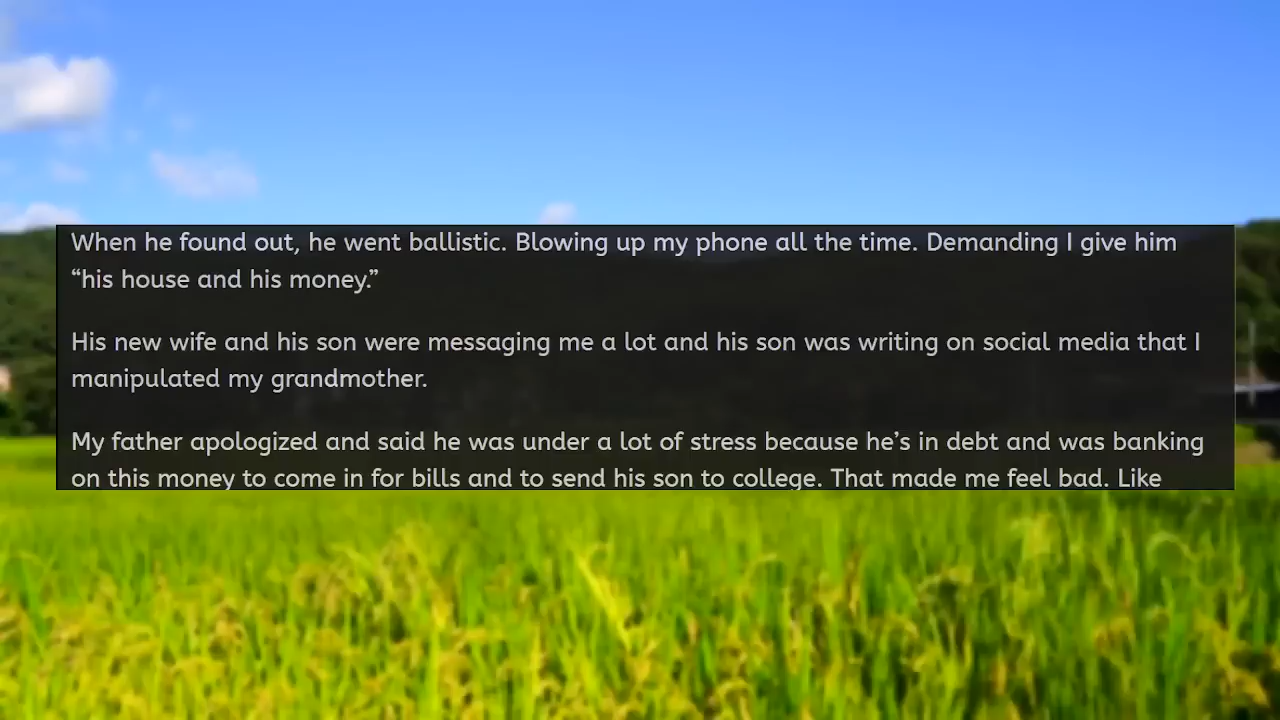 When he found out, he went ballistic. Blowing up my phone all the time. Demanding I give him
“his house and his money.”
His new wife and his son were messaging me a lot and his son was writing on social media that I
manipulated my grandmother.
My father apologized and said he was under a lot of stress because he’s in debt and was banking
on this money to come in for bills and to send his son to college. That made me feel bad. Like